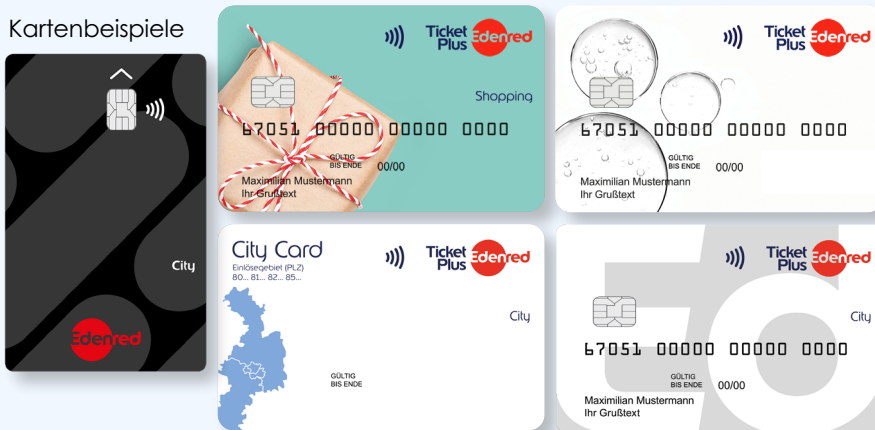 Kartenbeispiele
City
Edenred
Ticket
Plus Edenred
Shopping
67051 00000 00000 0000
GÜLTIG
BIS ENDE 00/00
Maximilian Mustermann
Ihr Grußtext
Ticket
Plus Edenred
67051 00000 00000 0000
GÜLTIG
BIS ENDE 00/00
Maximilian Mustermann
Ihr Grußtext
City Card
Einlösegebiet (PLZ)
80... 81... 82... 85...
Ticket
Plus Edenred
City
GÜLTIG
BIS ENDE
Ticket
Plus Edenred
City
67051 00000 00000 0000
GÜLTIG
BIS ENDE 00/00
Maximilian Mustermann
Ihr Grußtext